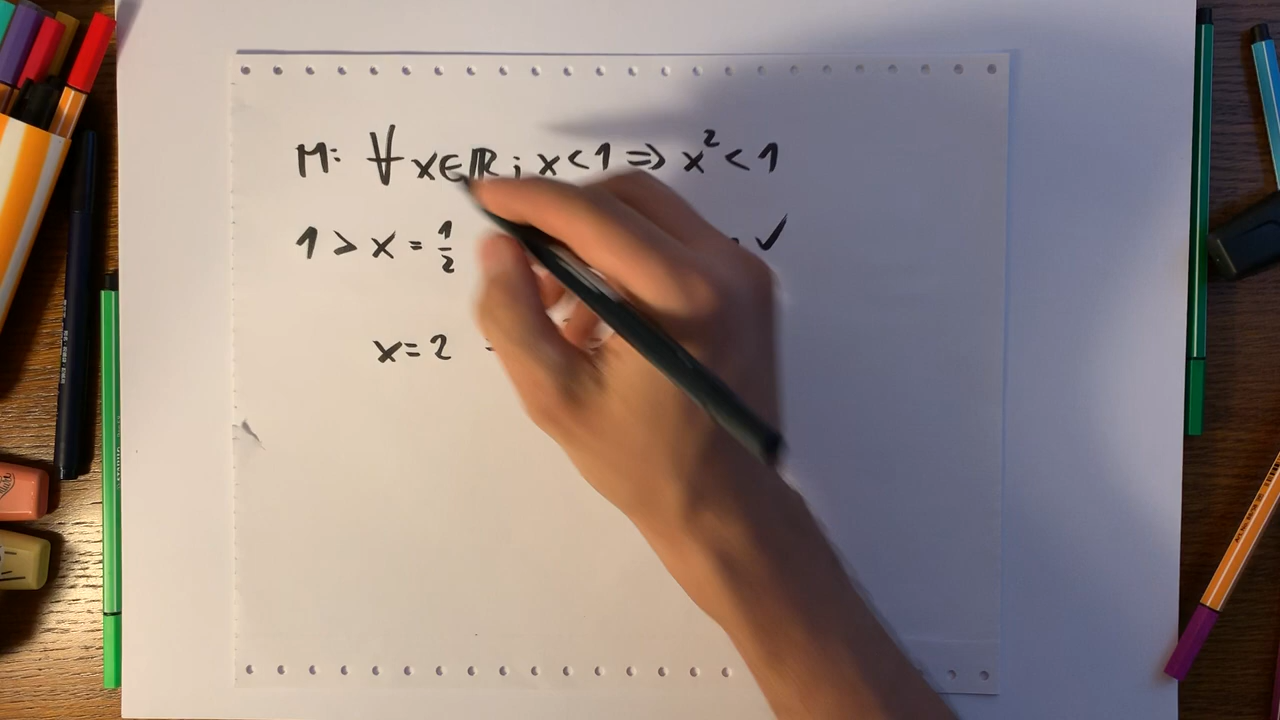 M: ∀ x∈ℝ; x<1 ⇒ x² < 1
1 > x = 1/2 ✓
x=2